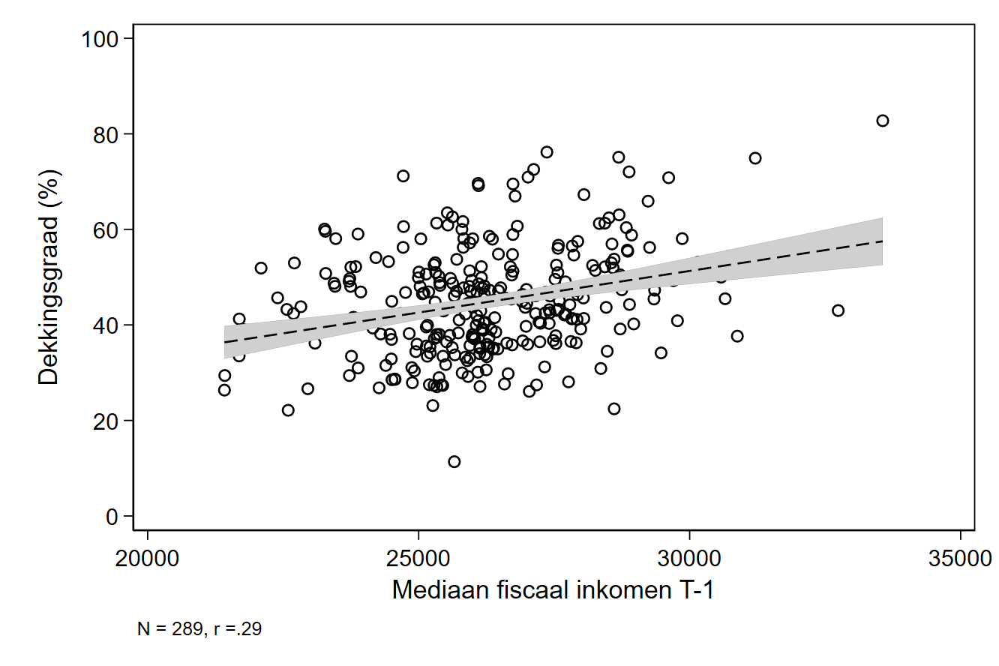 100
80
60
40
20
0
Dekkingsgraad (%)
20000 25000 30000 35000
Mediaan fiscaal inkomen T-1
N = 289, r =.29